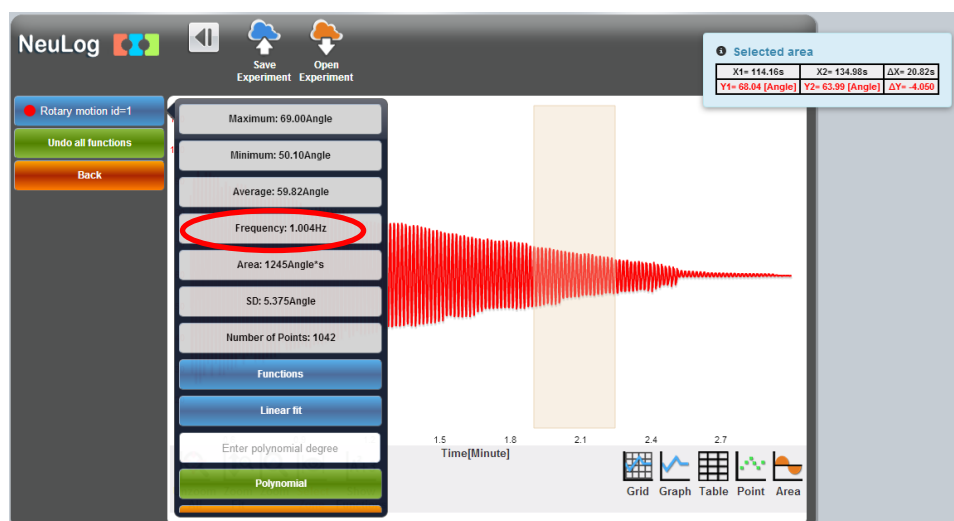 NeuLog
Save
Experiment
Open
Experiment
Selected area
X1= 114.16s X2= 134.98s ΔX= 20.82s
Y1= 68.04 [Angle] Y2= 63.99 [Angle] ΔY= -4.050
Rotary motion id=1
Undo all functions
Back
Maximum: 69.00Angle
Minimum: 50.10Angle
Average: 59.82Angle
Frequency: 1.004Hz
Area: 1245Angle*s
SD: 5.375Angle
Number of Points: 1042
Functions
Linear fit
Enter polynomial degree
Polynomial
1.5 1.8 2.1 2.4 2.7
Time[Minute]
Grid Graph Table Point Area